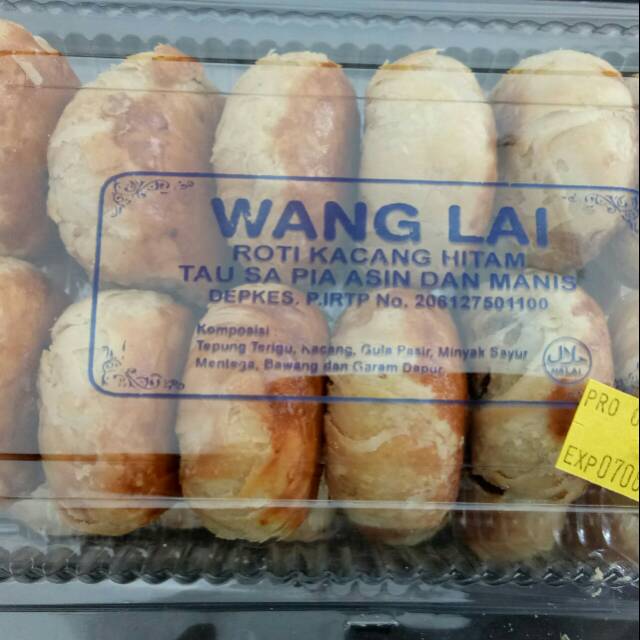 WANG LAI
ROTI KACANG HITAM
TAU SA PIA ASIN DAN MANIS
DEPKES. P.IRTP No. 206127501100
Komposisi :
Tepung Terigu, Kacang, Gula Pasir, Minyak Sayur
Mentega, Bawang dan Garam Dapur
HALAL
PRO
EXP0700